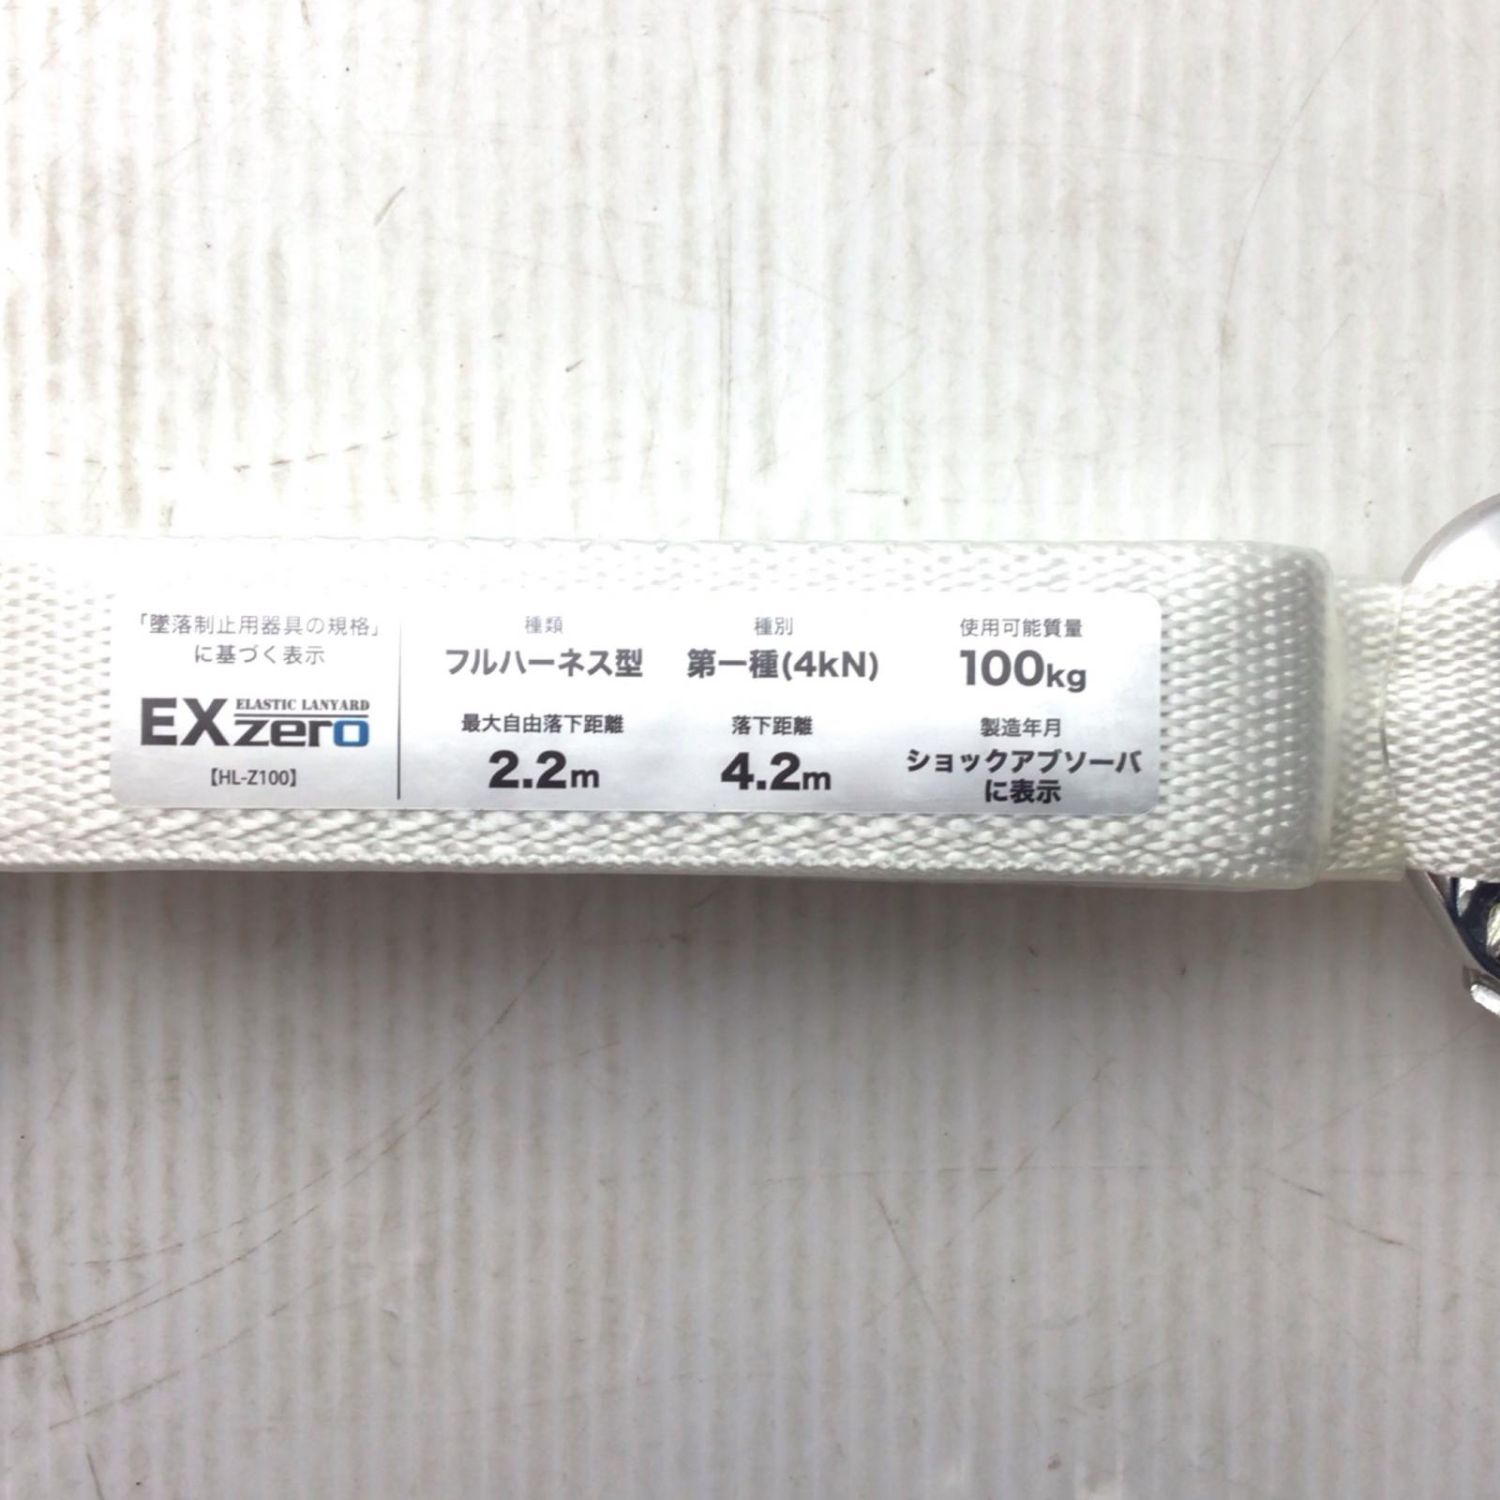 「墜落制止用器具の規格」
に基づく表示
EX zero ELASTIC LANYARD
【HL-Z100】
種類
フルハーネス型
種別
第一種(4kN)
使用可能質量
100kg
最大自由落下距離
2.2m
落下距離
4.2m
製造年月
ショックアブソーバ
に表示